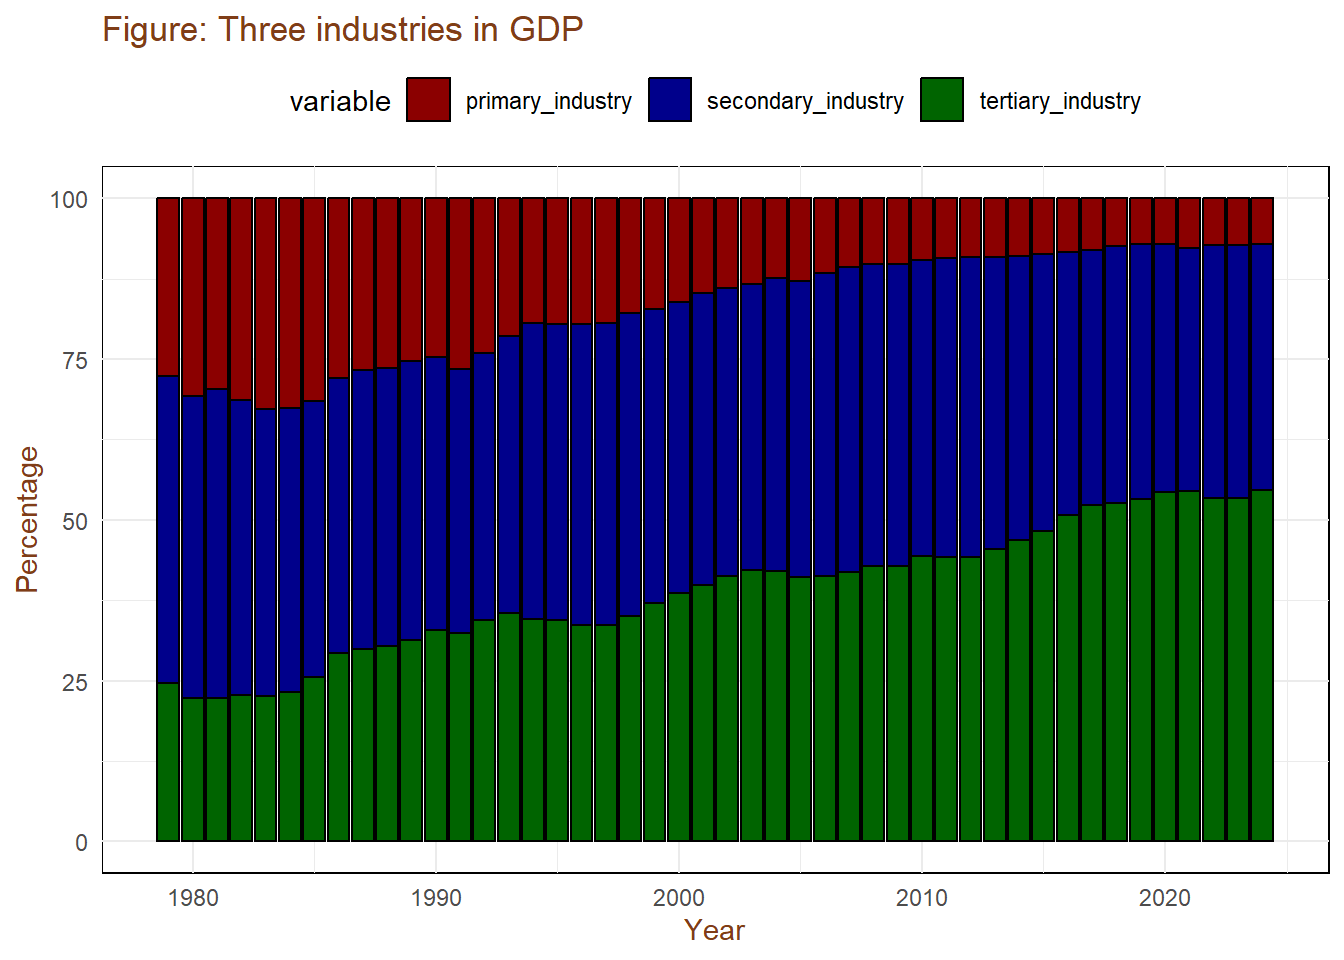 Figure: Three industries in GDP
variable primary_industry secondary_industry tertiary_industry
100
75
50
25
0
Percentage
1980 1990 2000 2010 2020
Year